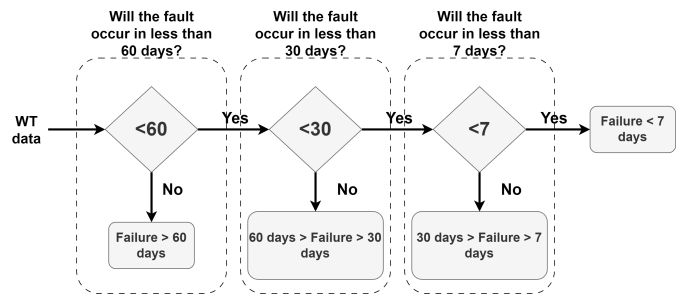 Will the fault
occur in less than
60 days?
Will the fault
occur in less than
30 days?
Will the fault
occur in less than
7 days?
WT
data
<60
Yes
<30
Yes
<7
Yes
Failure < 7
days
No
No
No
Failure > 60
days
60 days > Failure > 30
days
30 days > Failure > 7
days